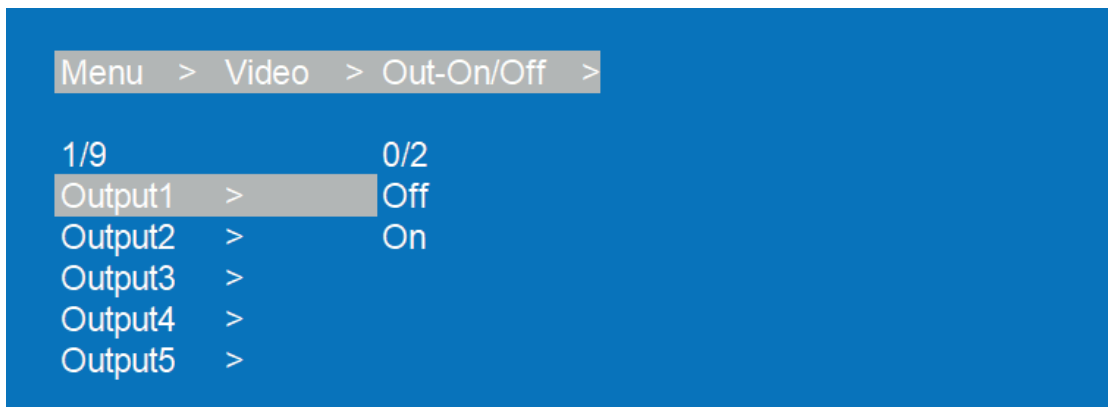 Menu > Video > Out-On/Off >
1/9 0/2
Output1 > Off
Output2 > On
Output3 >
Output4 >
Output5 >